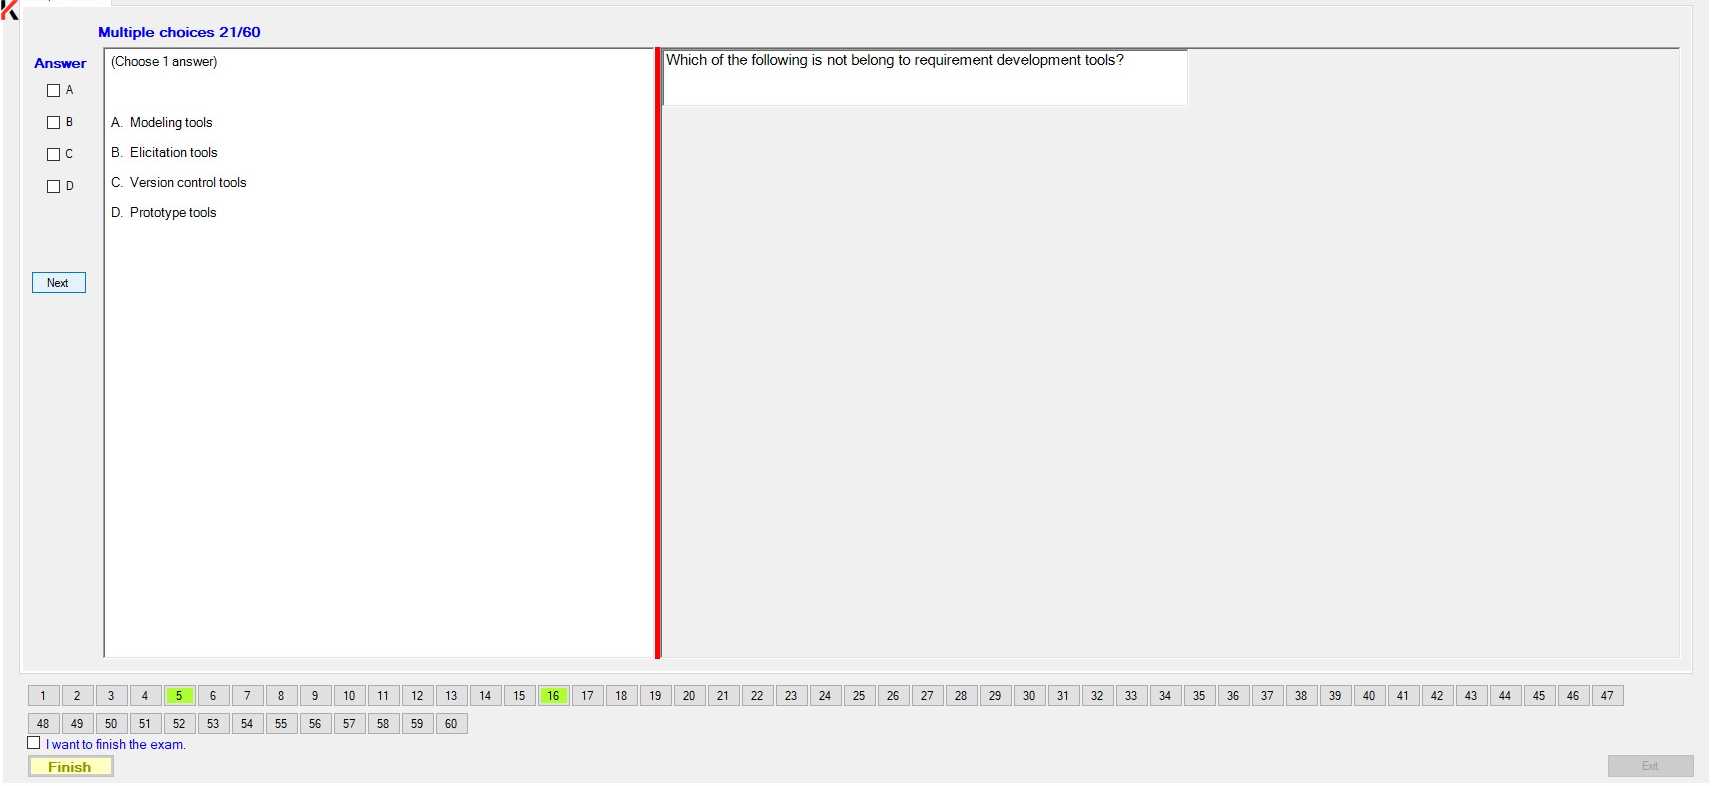 Multiple choices 21/60
Answer
A
B
C
D
Next
(Choose 1 answer)
A. Modeling tools
B. Elicitation tools
C. Version control tools
D. Prototype tools
Which of the following is not belong to requirement development tools?
1 2 3 4 5 6 7 8 9 10 11 12 13 14 15 16 17 18 19 20 21 22 23 24 25 26 27 28 29 30 31 32 33 34 35 36 37 38 39 40 41 42 43 44 45 46 47
48 49 50 51 52 53 54 55 56 57 58 59 60
I want to finish the exam.
Finish
Exit